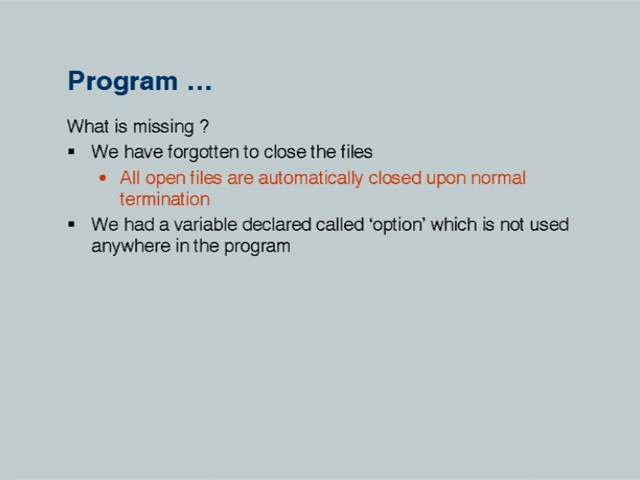 Program ...
What is missing ?
▪ We have forgotten to close the files
• All open files are automatically closed upon normal
termination
▪ We had a variable declared called ‘option’ which is not used
anywhere in the program